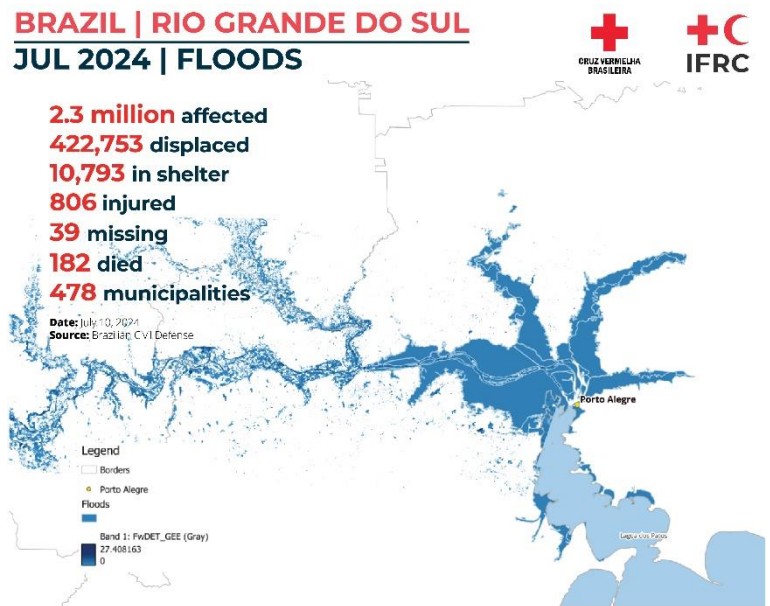 BRAZIL | RIO GRANDE DO SUL
JUL 2024 | FLOODS
CRUZ VERMELHA
BRASILEIRA
IFRC
2.3 million affected
422,753 displaced
10,793 in shelter
806 injured
39 missing
182 died
478 municipalities
Date: July 10, 2024
Source: Brazilian Civil Defense
Porto Alegre
Legend
Borders
Porto Alegre
Floods
Band 1: FwDET_GEE (Gray)
27.408163
0
Lagoa dos Patos